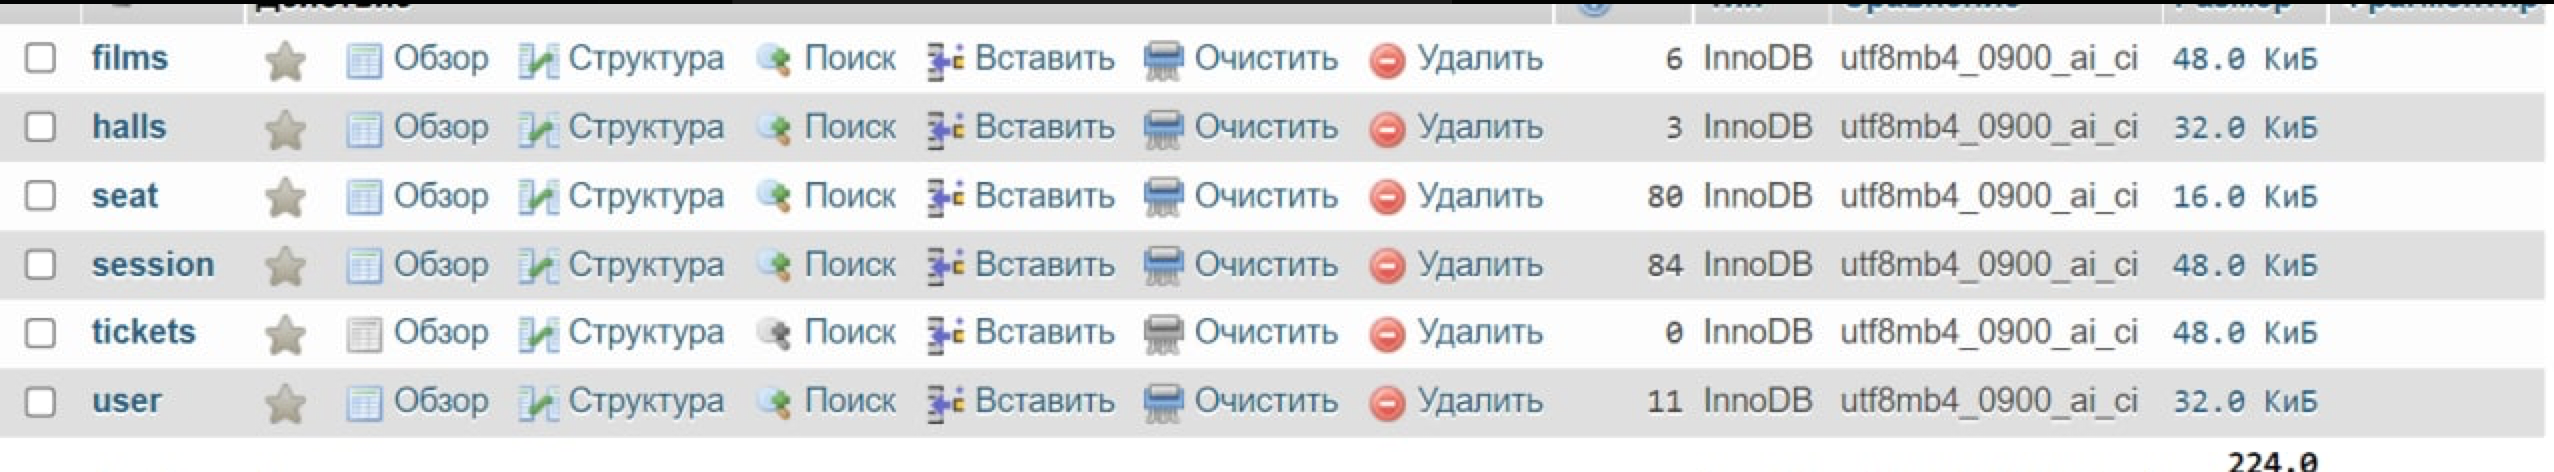 Действие Тип Сравнение Размер
films Обзор Структура Поиск Вставить Очистить Удалить 6 InnoDB utf8mb4_0900_ai_ci 48.0 КиБ
halls Обзор Структура Поиск Вставить Очистить Удалить 3 InnoDB utf8mb4_0900_ai_ci 32.0 КиБ
seat Обзор Структура Поиск Вставить Очистить Удалить 80 InnoDB utf8mb4_0900_ai_ci 16.0 КиБ
session Обзор Структура Поиск Вставить Очистить Удалить 84 InnoDB utf8mb4_0900_ai_ci 48.0 КиБ
tickets Обзор Структура Поиск Вставить Очистить Удалить 0 InnoDB utf8mb4_0900_ai_ci 48.0 КиБ
user Обзор Структура Поиск Вставить Очистить Удалить 11 InnoDB utf8mb4_0900_ai_ci 32.0 КиБ
224.0